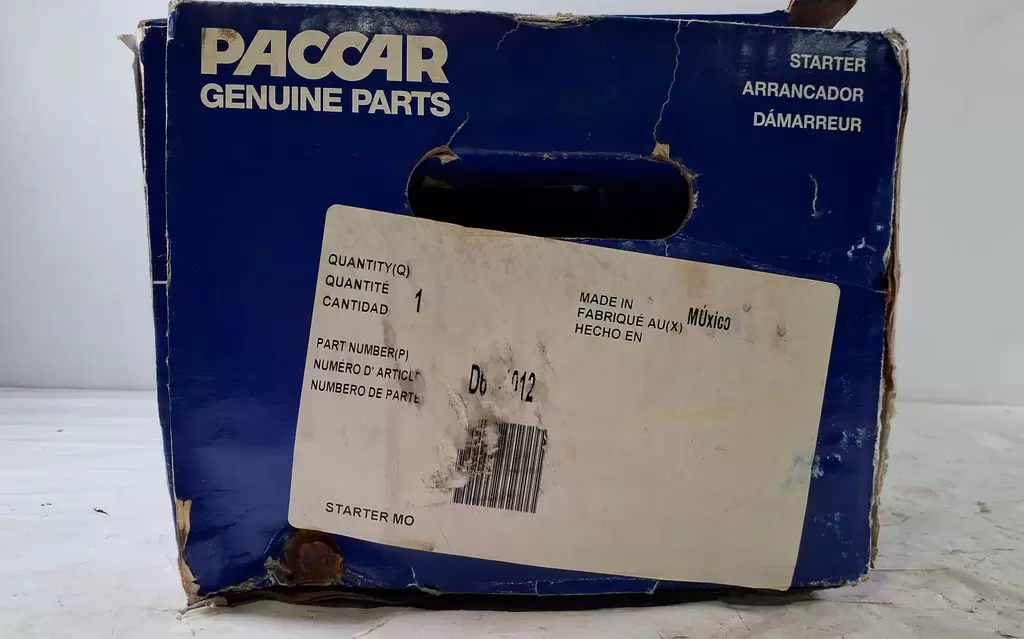 PACCAR
GENUINE PARTS
STARTER
ARRANCADOR
DÁMARREUR
QUANTITY(Q)
QUANTITÉ
CANTIDAD
1
MADE IN
FABRIQUÉ AU(X)
HECHO EN
MÚxico
PART NUMBER(P)
NUMÉRO D' ARTICLE
NUMBERO DE PARTE
STARTER MO